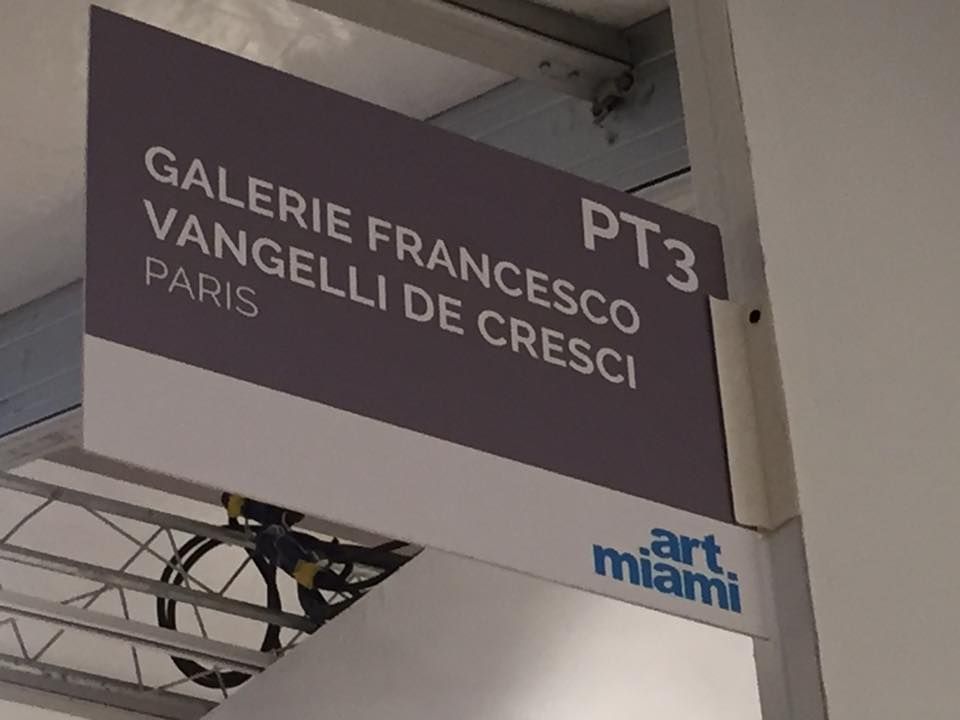 PT3
GALERIE FRANCESCO
VANGELLI DE CRESCI
PARIS
art
miami